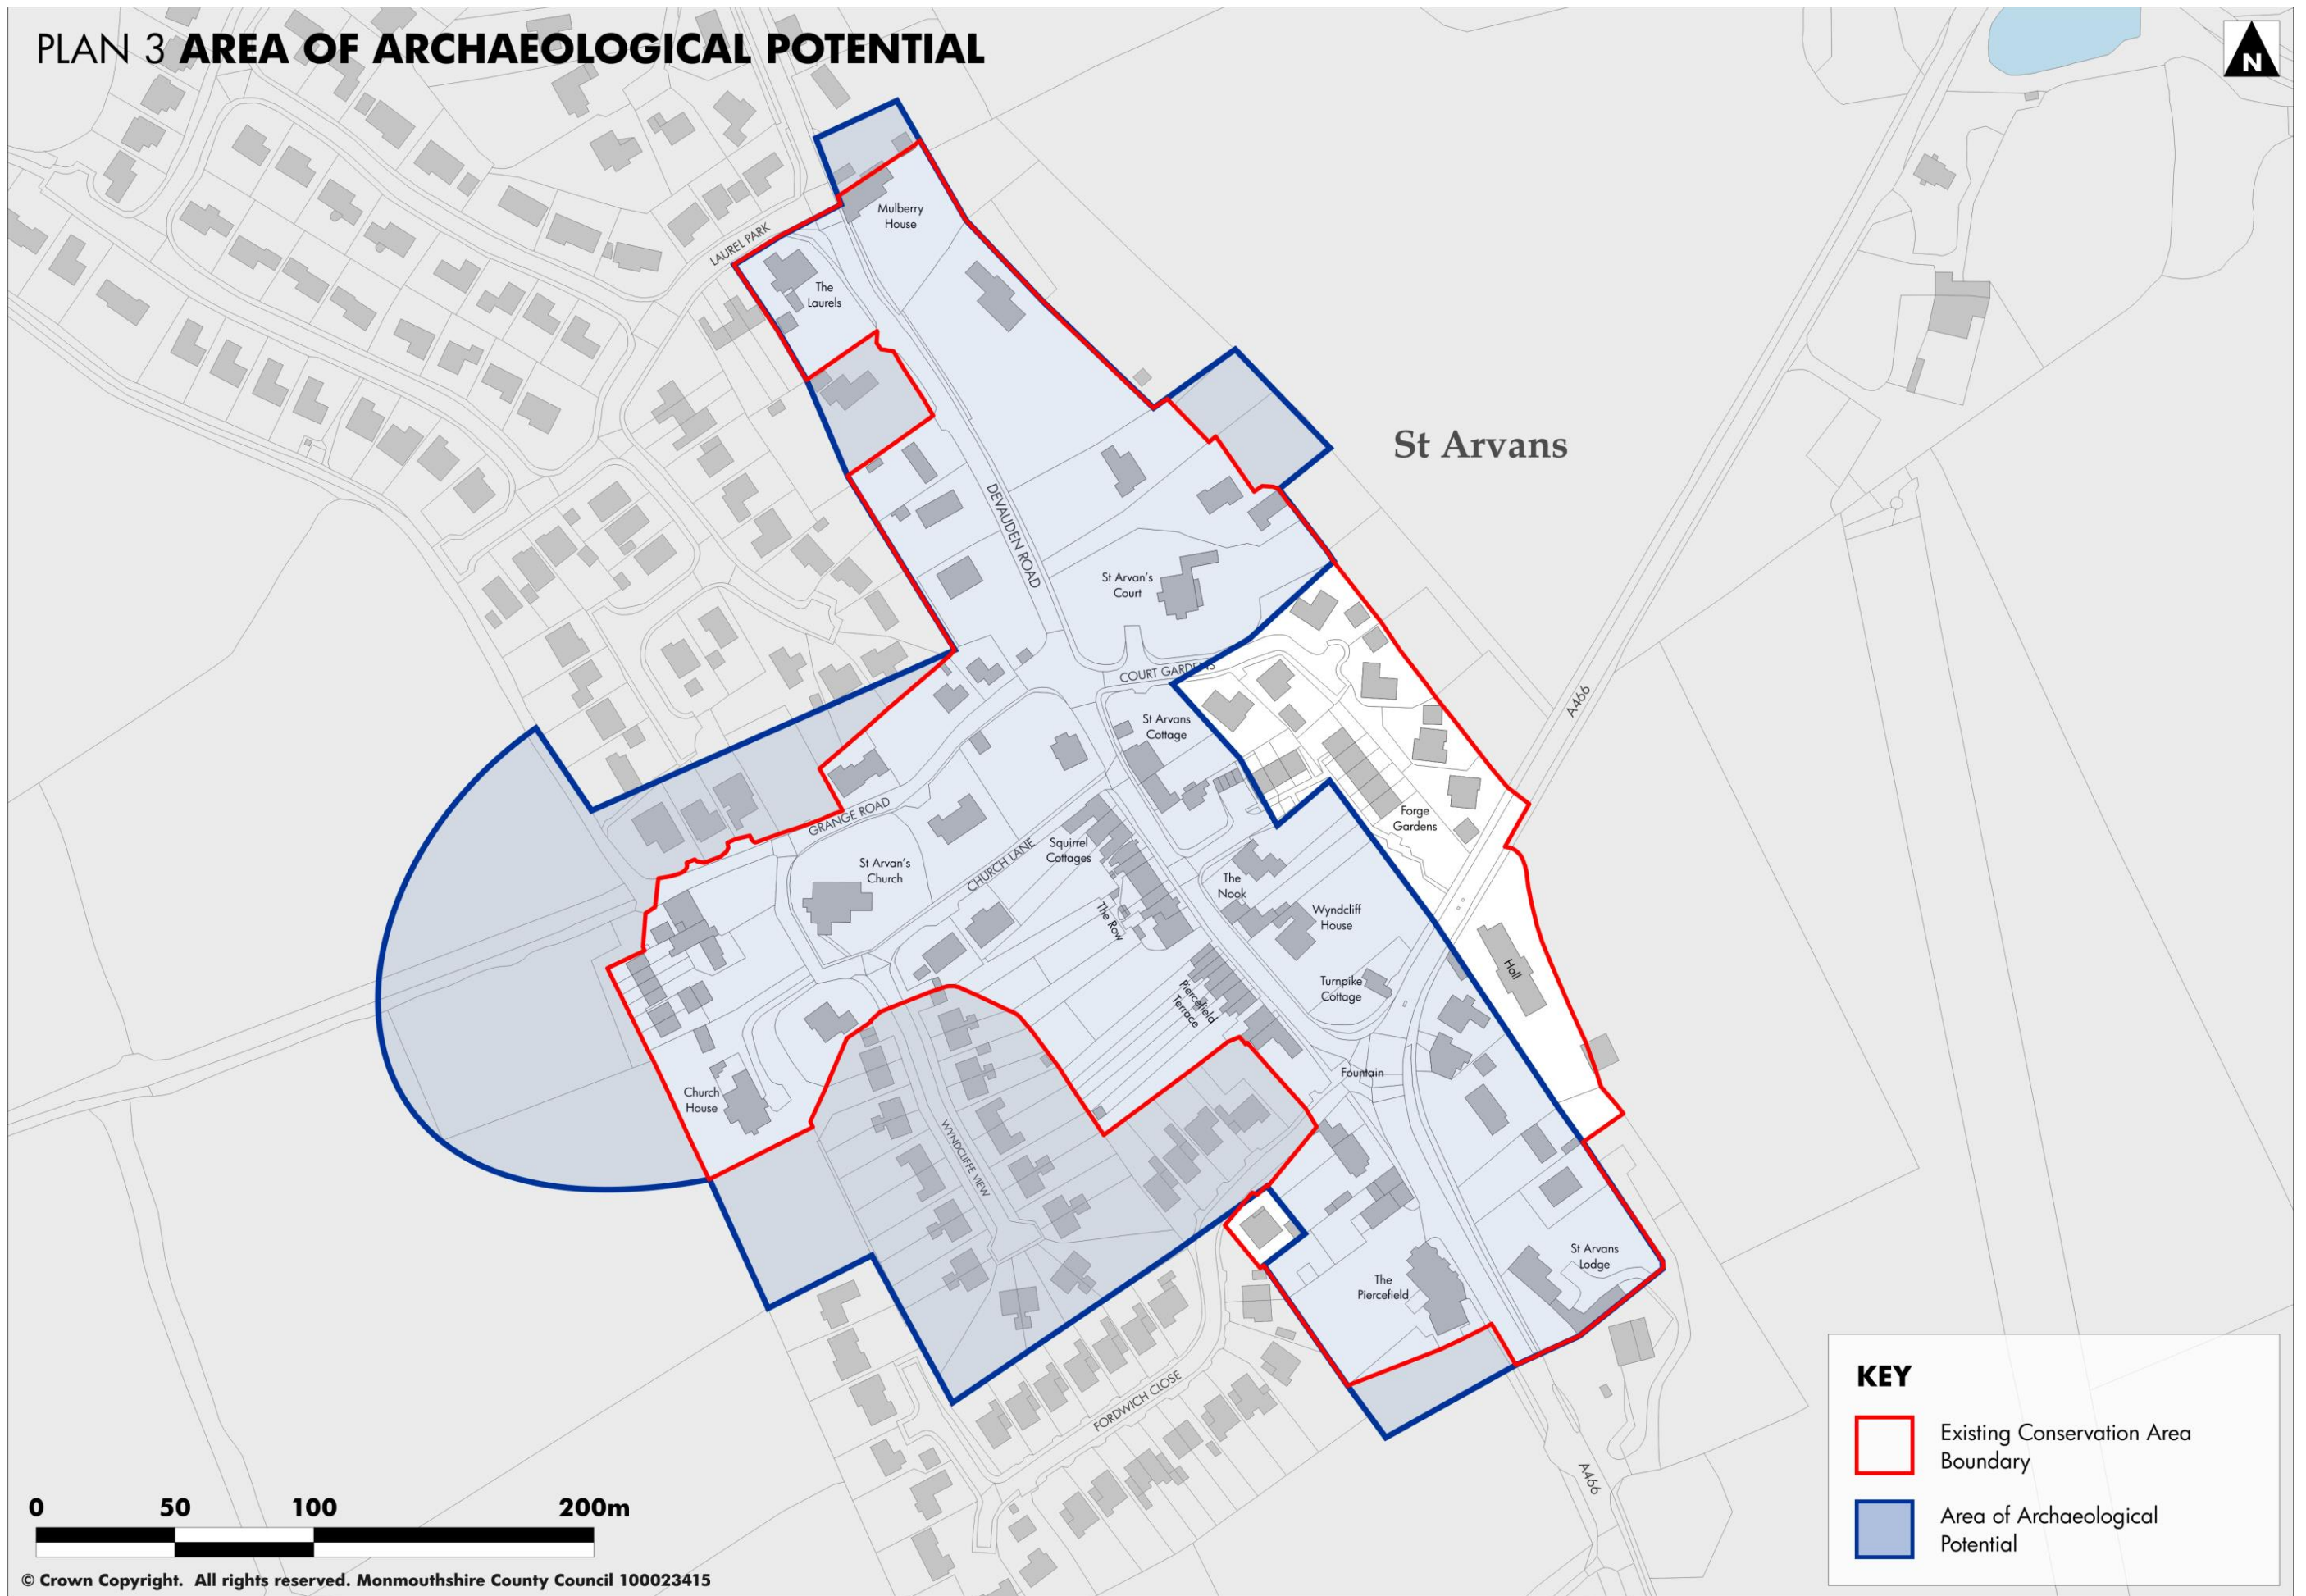 PLAN 3 AREA OF ARCHAEOLOGICAL POTENTIAL
N
Mulberry
House
LAUREL PARK
The
Laurels
St Arvans
DEVAUDEN ROAD
St Arvan's
Court
COURT GARDENS
A466
St Arvans
Cottage
GRANGE ROAD
Forge
Gardens
St Arvan's
Church
CHURCH LANE
Squirrel
Cottages
The
Nook
The Row
Wyndcliff
House
Hall
Turnpike
Cottage
Piercefield
Terrace
Fountain
Church
House
WYNDCLIFFE VIEW
St Arvans
Lodge
The
Piercefield
FORDWICH CLOSE
A466
KEY
Existing Conservation Area
Boundary
Area of Archaeological
Potential
0 50 100 200m
© Crown Copyright. All rights reserved. Monmouthshire County Council 100023415